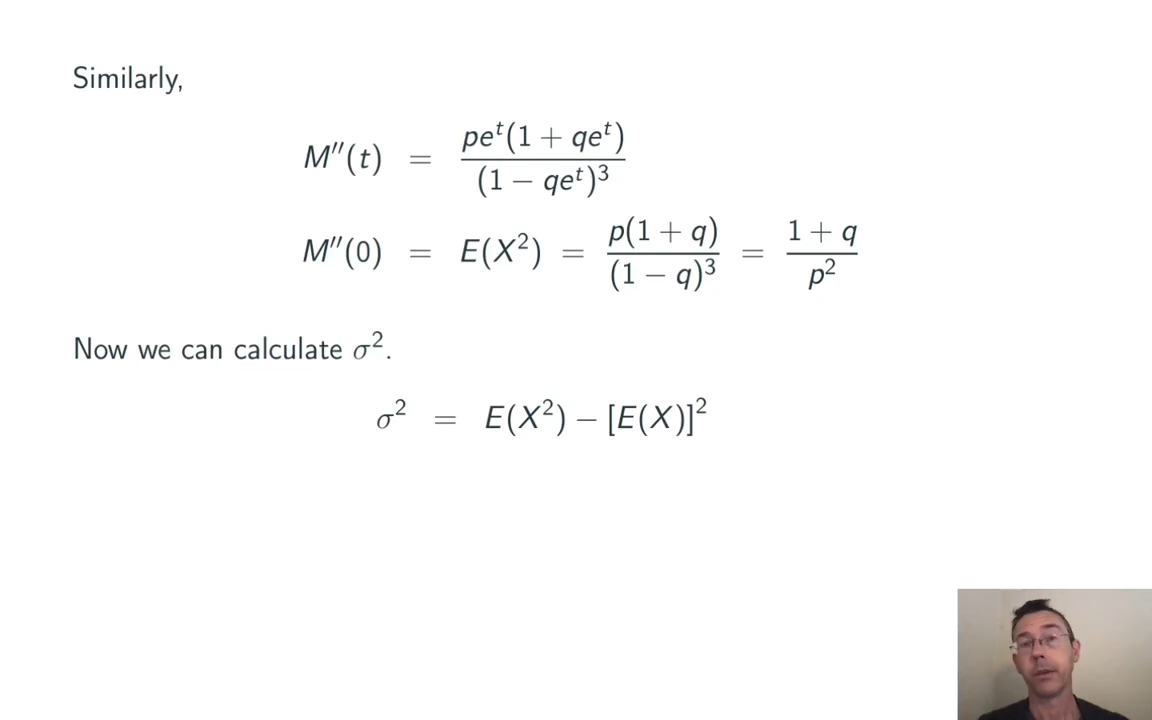 Similarly,
M″(t) = pe^t(1 + qe^t) / (1 − qe^t)^3
M″(0) = E(X^2) = p(1 + q) / (1 − q)^3 = 1 + q / p^2
Now we can calculate σ^2.
σ^2 = E(X^2) − [E(X)]^2